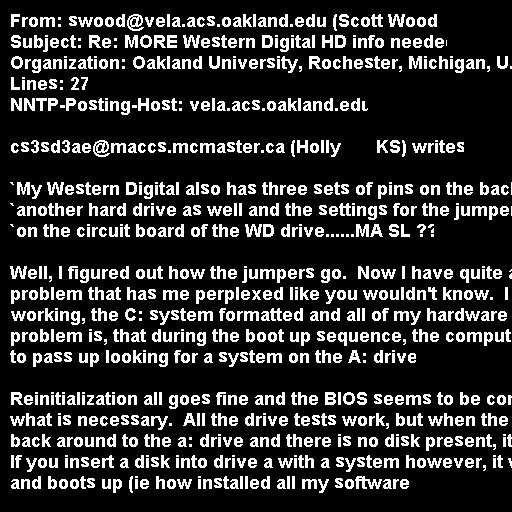 From: swood@vela.acs.oakland.edu (Scott Wood
Subject: Re: MORE Western Digital HD info neede
Organization: Oakland University, Rochester, Michigan, U.
Lines: 27
NNTP-Posting-Host: vela.acs.oakland.edu

cs3sd3ae@maccs.mcmaster.ca (Holly KS) writes

`My Western Digital also has three sets of pins on the bac
`another hard drive as well and the settings for the jumpe
`on the circuit board of the WD drive......MA SL ??

Well, I figured out how the jumpers go. Now I have quite a
problem that has me perplexed like you wouldn't know. I
working, the C: system formatted and all of my hardware
problem is, that during the boot up sequence, the comput
to pass up looking for a system on the A: drive

Reinitialization all goes fine and the BIOS seems to be co
what is necessary. All the drive tests work, but when the
back around to the a: drive and there is no disk present, it
If you insert a disk into drive a with a system however, it
and boots up (ie how installed all my software